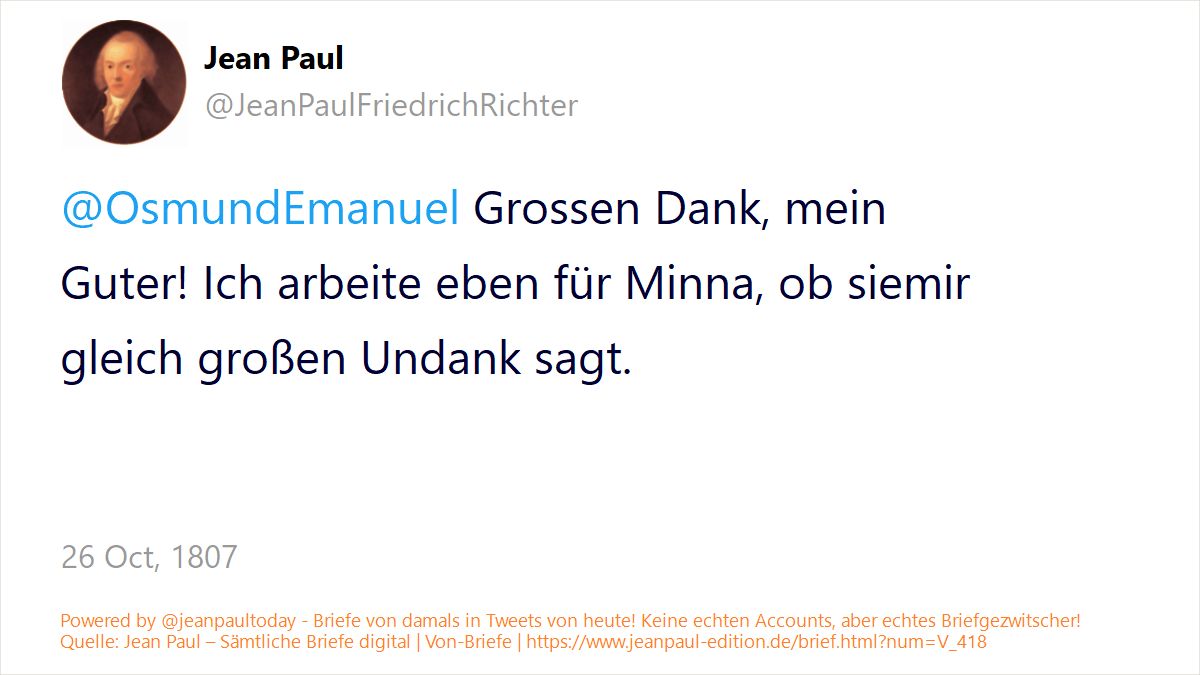 Jean Paul
@JeanPaulFriedrichRichter
@OsmundEmanuel Grossen Dank, mein
Guter! Ich arbeite eben für Minna, ob siemir
gleich großen Undank sagt.
26 Oct, 1807
Powered by @jeanpaultoday - Briefe von damals in Tweets von heute! Keine echten Accounts, aber echtes Briefgezwitscher!
Quelle: Jean Paul – Sämtliche Briefe digital | Von-Briefe | https://www.jeanpaul-edition.de/brief.html?num=V_418